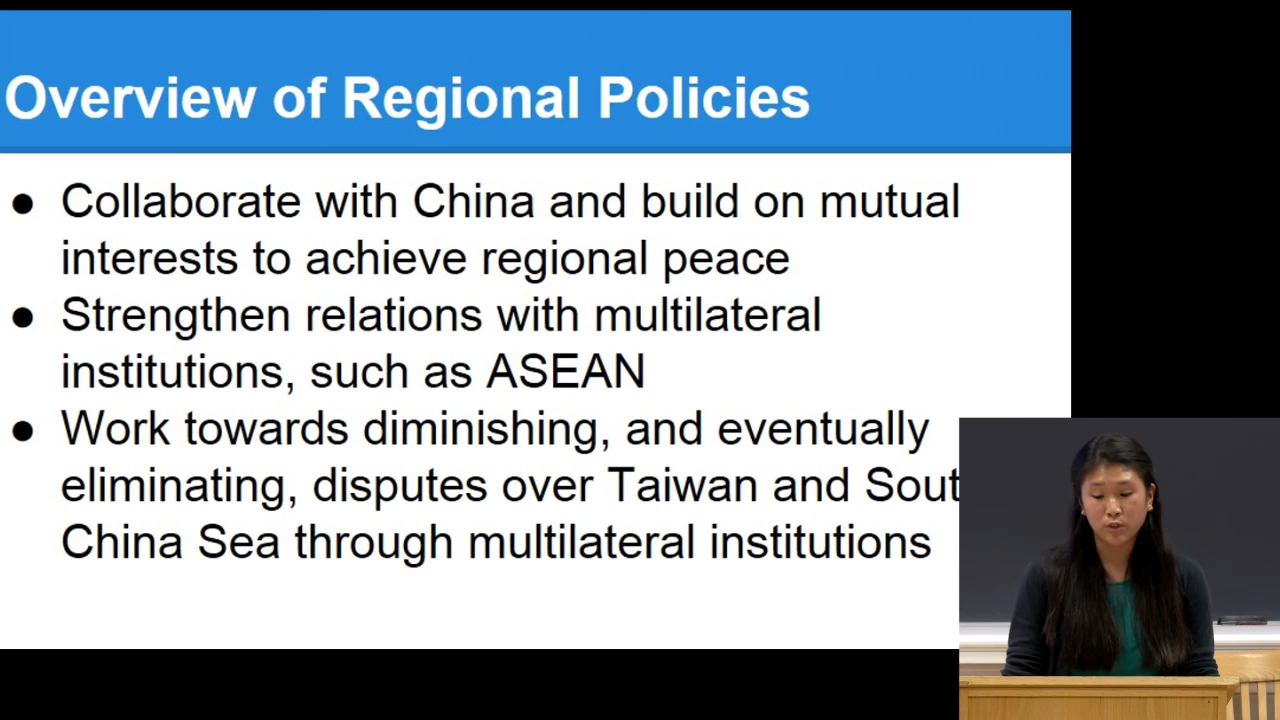 Overview of Regional Policies
● Collaborate with China and build on mutual
interests to achieve regional peace
● Strengthen relations with multilateral
institutions, such as ASEAN
● Work towards diminishing, and eventually
eliminating, disputes over Taiwan and Sout
China Sea through multilateral institutions